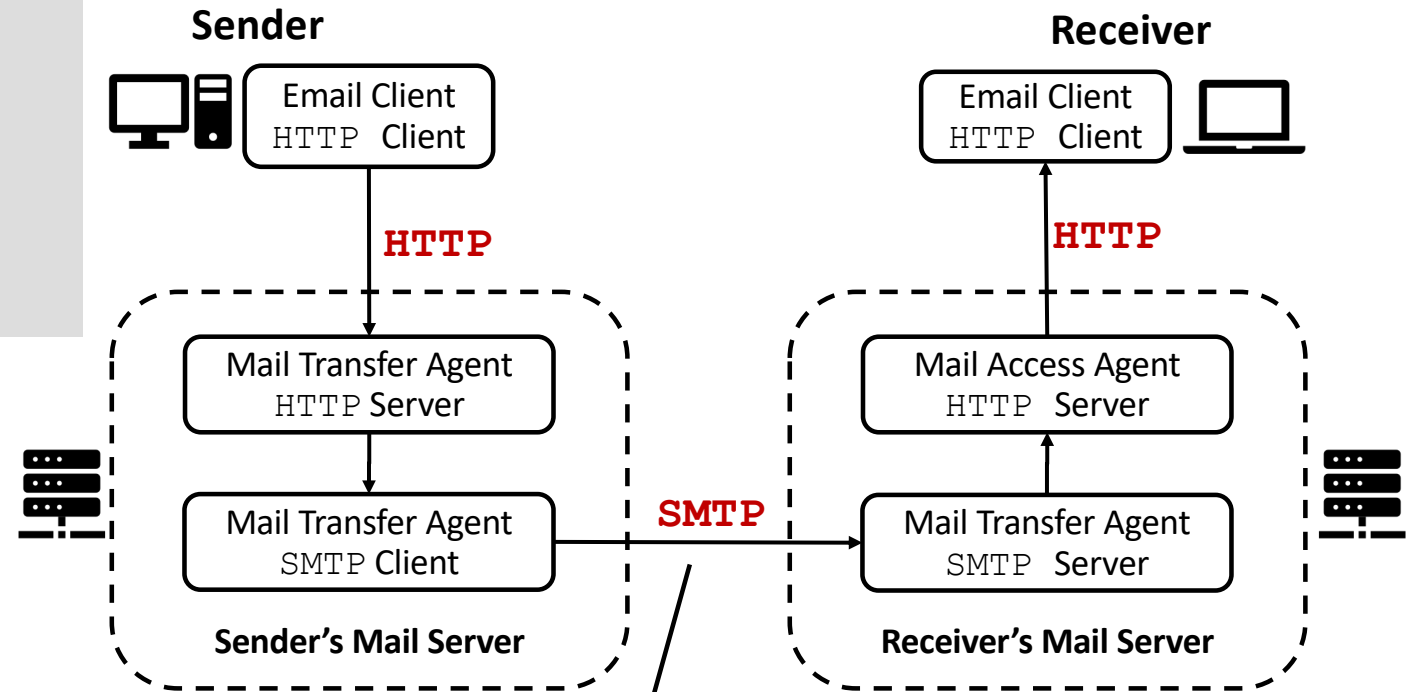 Sender
Receiver
Email Client
HTTP Client
Email Client
HTTP Client
HTTP
HTTP
Mail Transfer Agent
HTTP Server
Mail Access Agent
HTTP Server
SMTP
Mail Transfer Agent
SMTP Client
Mail Transfer Agent
SMTP Server
Sender’s Mail Server
Receiver’s Mail Server